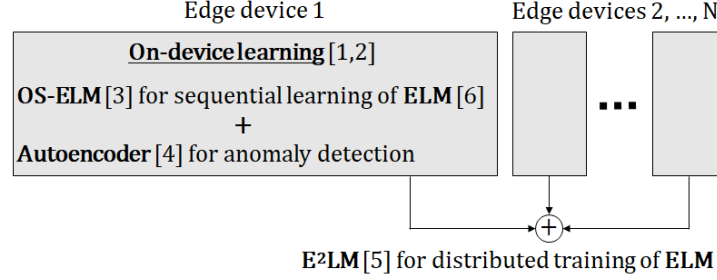 Edge device 1
Edge devices 2, ..., N
On-device learning [1,2]
OS-ELM [3] for sequential learning of ELM [6]
+
Autoencoder [4] for anomaly detection
...
+
E²LM [5] for distributed training of ELM